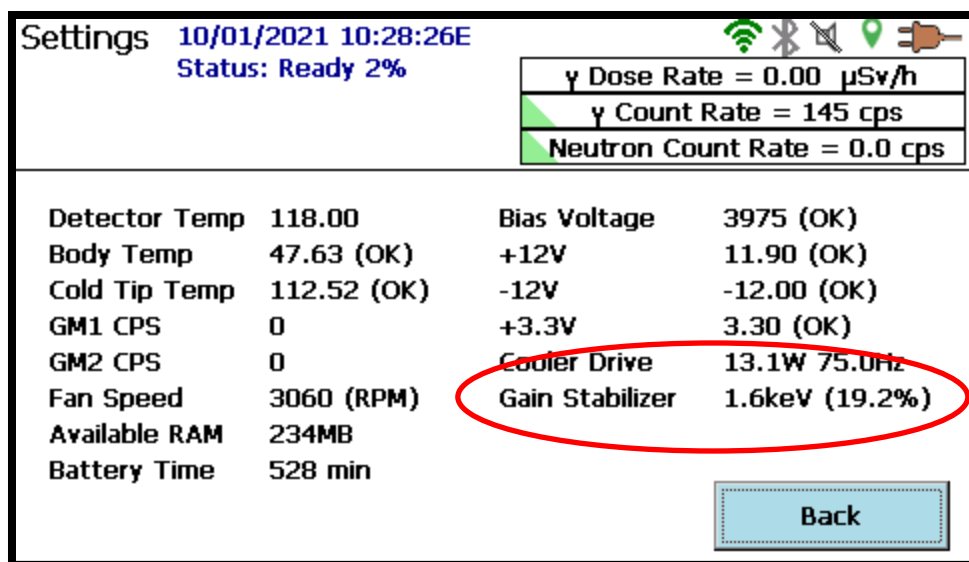 Settings 10/01/2021 10:28:26E
Status: Ready 2%
γ Dose Rate = 0.00 μSv/h
γ Count Rate = 145 cps
Neutron Count Rate = 0.0 cps
Detector Temp 118.00 Bias Voltage 3975 (OK)
Body Temp 47.63 (OK) +12V 11.90 (OK)
Cold Tip Temp 112.52 (OK) -12V -12.00 (OK)
GM1 CPS 0 +3.3V 3.30 (OK)
GM2 CPS 0 Cooler Drive 13.1W 75.0Hz
Fan Speed 3060 (RPM) Gain Stabilizer 1.6keV (19.2%)
Available RAM 234MB
Battery Time 528 min
Back